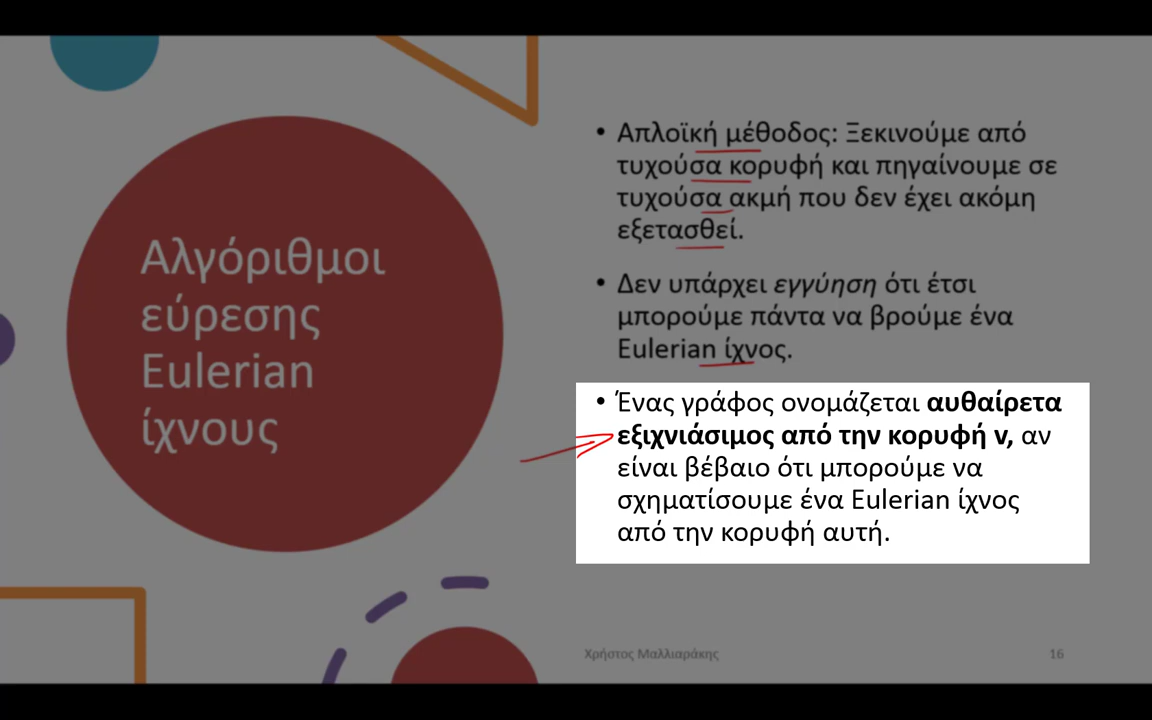 Αλγόριθμοι
εύρεσης
Eulerian
ίχνους
• Απλοϊκή μέθοδος: Ξεκινούμε από
τυχούσα κορυφή και πηγαίνουμε σε
τυχούσα ακμή που δεν έχει ακόμη
εξετασθεί.
• Δεν υπάρχει εγγύηση ότι έτσι
μπορούμε πάντα να βρούμε ένα
Eulerian ίχνος.
• Ένας γράφος ονομάζεται αυθαίρετα
εξιχνιάσιμος από την κορυφή v, αν
είναι βέβαιο ότι μπορούμε να
σχηματίσουμε ένα Eulerian ίχνος
από την κορυφή αυτή.
Χρήστος Μαλλιαράκης
16